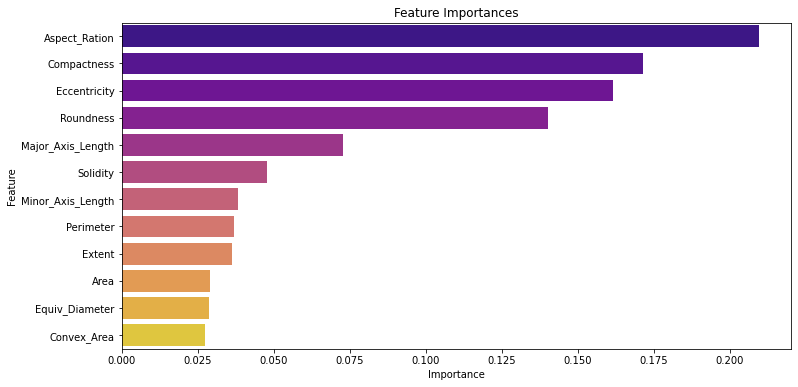 Feature Importances
Feature
Aspect_Ration
Compactness
Eccentricity
Roundness
Major_Axis_Length
Solidity
Minor_Axis_Length
Perimeter
Extent
Area
Equiv_Diameter
Convex_Area
0.000 0.025 0.050 0.075 0.100 0.125 0.150 0.175 0.200
Importance